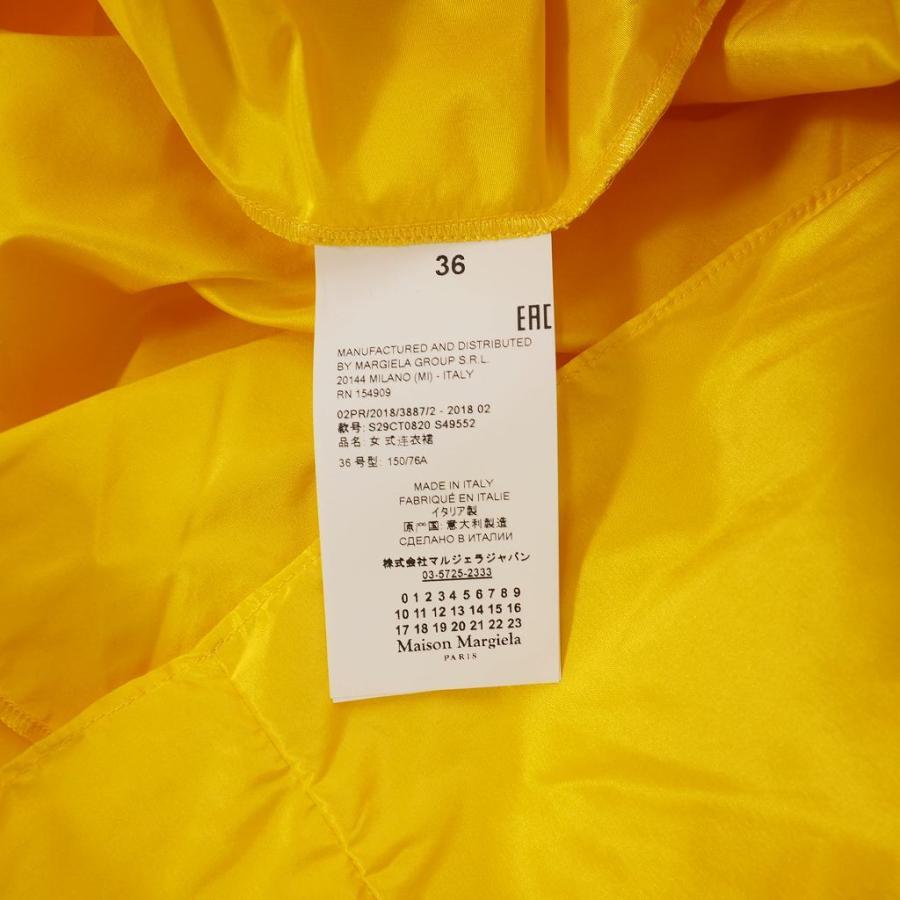 36
EAC
MANUFACTURED AND DISTRIBUTED
BY MARGIELA GROUP S.R.L.
20144 MILANO (MI) - ITALY
RN 154909
02PR/2018/3887/2 - 2018 02
款号: S29CT0820 S49552
品名: 女 式连衣裙
36 号型: 150/76A
MADE IN ITALY
FABRIQUÉ EN ITALIE
イタリア製
原产国: 意大利製造
СДЕЛАНО В ИТАЛИИ
株式会社マルジェラジャパン
03-5725-2333
0 1 2 3 4 5 6 7 8 9
10 11 12 13 14 15 16
17 18 19 20 21 22 23
Maison Margiela
PARIS